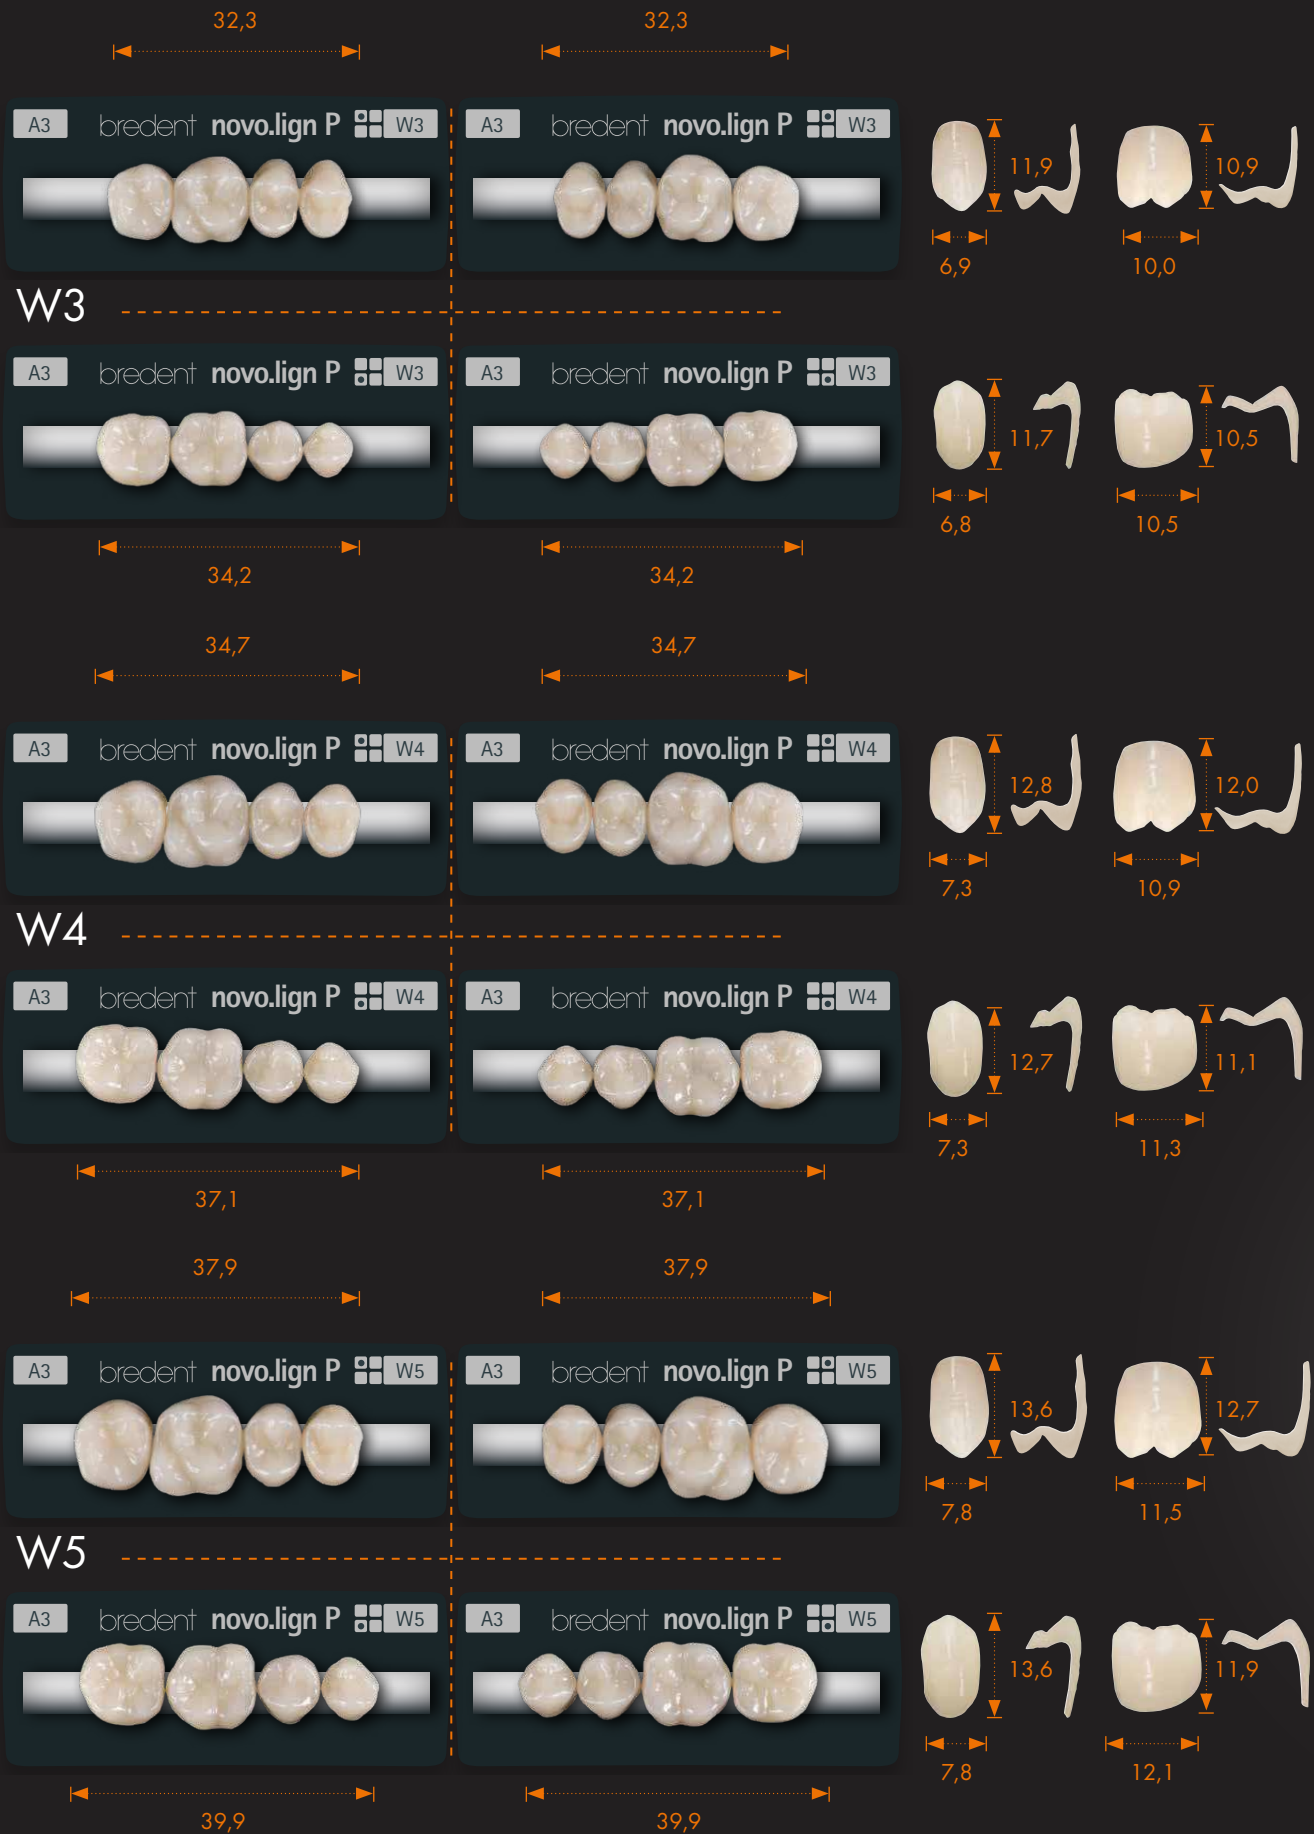 32,3 32,3
A3 bredent novo.lign P W3 A3 bredent novo.lign P W3
11,9 10,9
6,9 10,0
W3
A3 bredent novo.lign P W3 A3 bredent novo.lign P W3
11,7 10,5
6,8 10,5
34,2 34,2
34,7 34,7
A3 bredent novo.lign P W4 A3 bredent novo.lign P W4
12,8 12,0
7,3 10,9
W4
A3 bredent novo.lign P W4 A3 bredent novo.lign P W4
12,7 11,1
7,3 11,3
37,1 37,1
37,9 37,9
A3 bredent novo.lign P W5 A3 bredent novo.lign P W5
13,6 12,7
7,8 11,5
W5
A3 bredent novo.lign P W5 A3 bredent novo.lign P W5
13,6 11,9
7,8 12,1
39,9 39,9